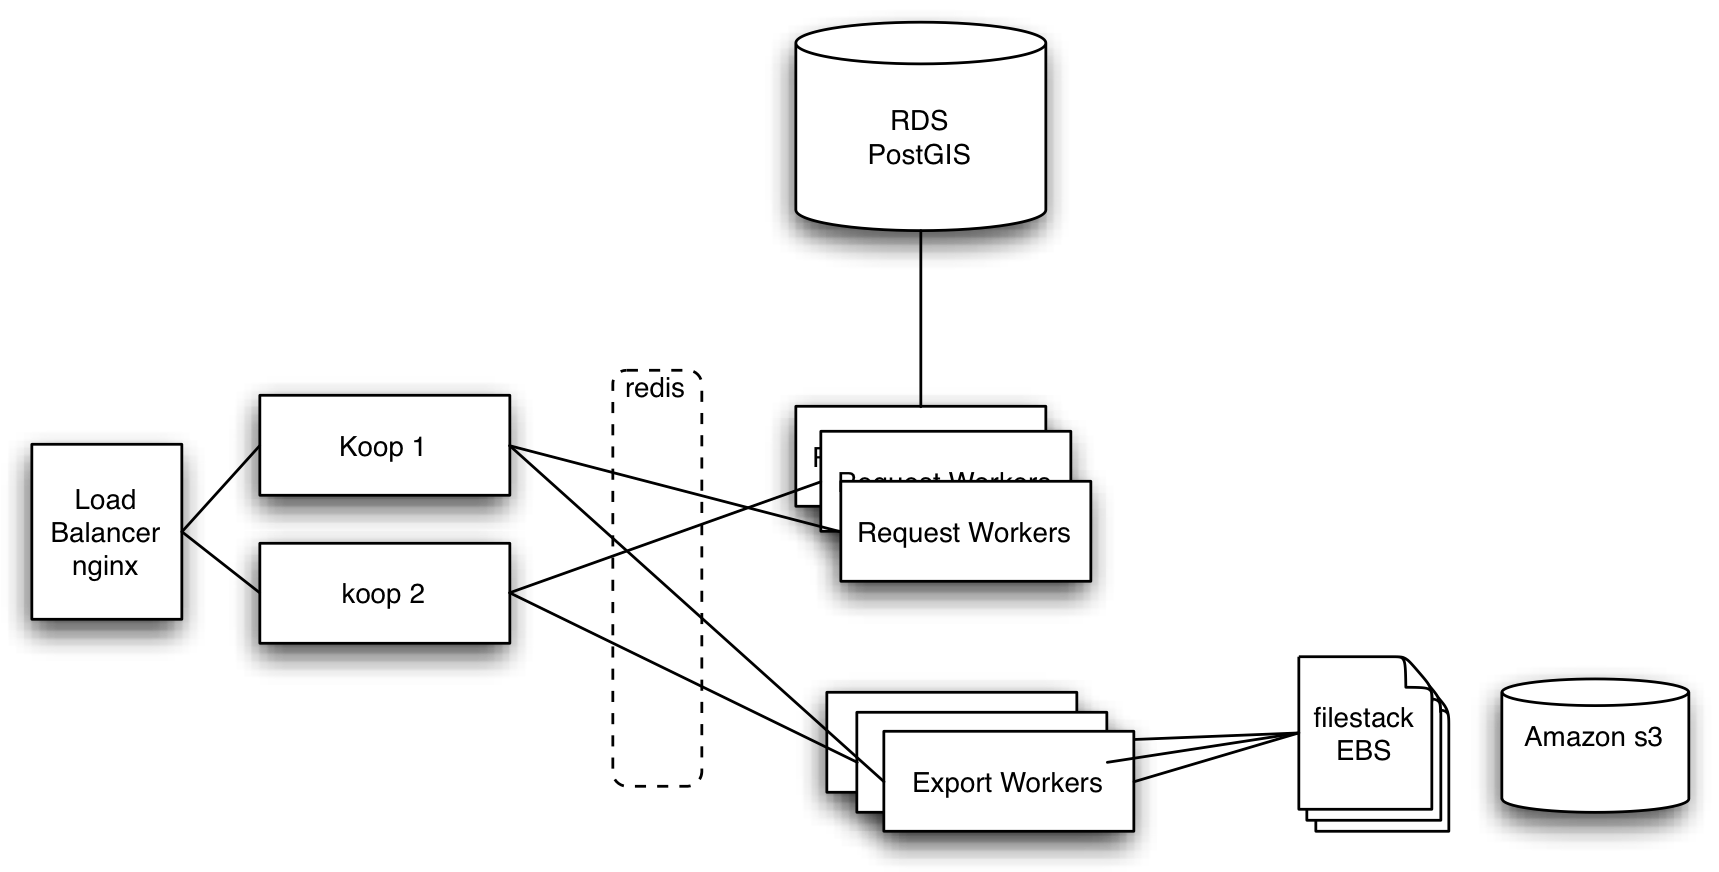 RDS
PostGIS
redis
Koop 1
Load
Balancer
nginx
koop 2
Request Workers
Request Workers
filestack
EBS
Amazon s3
Export Workers